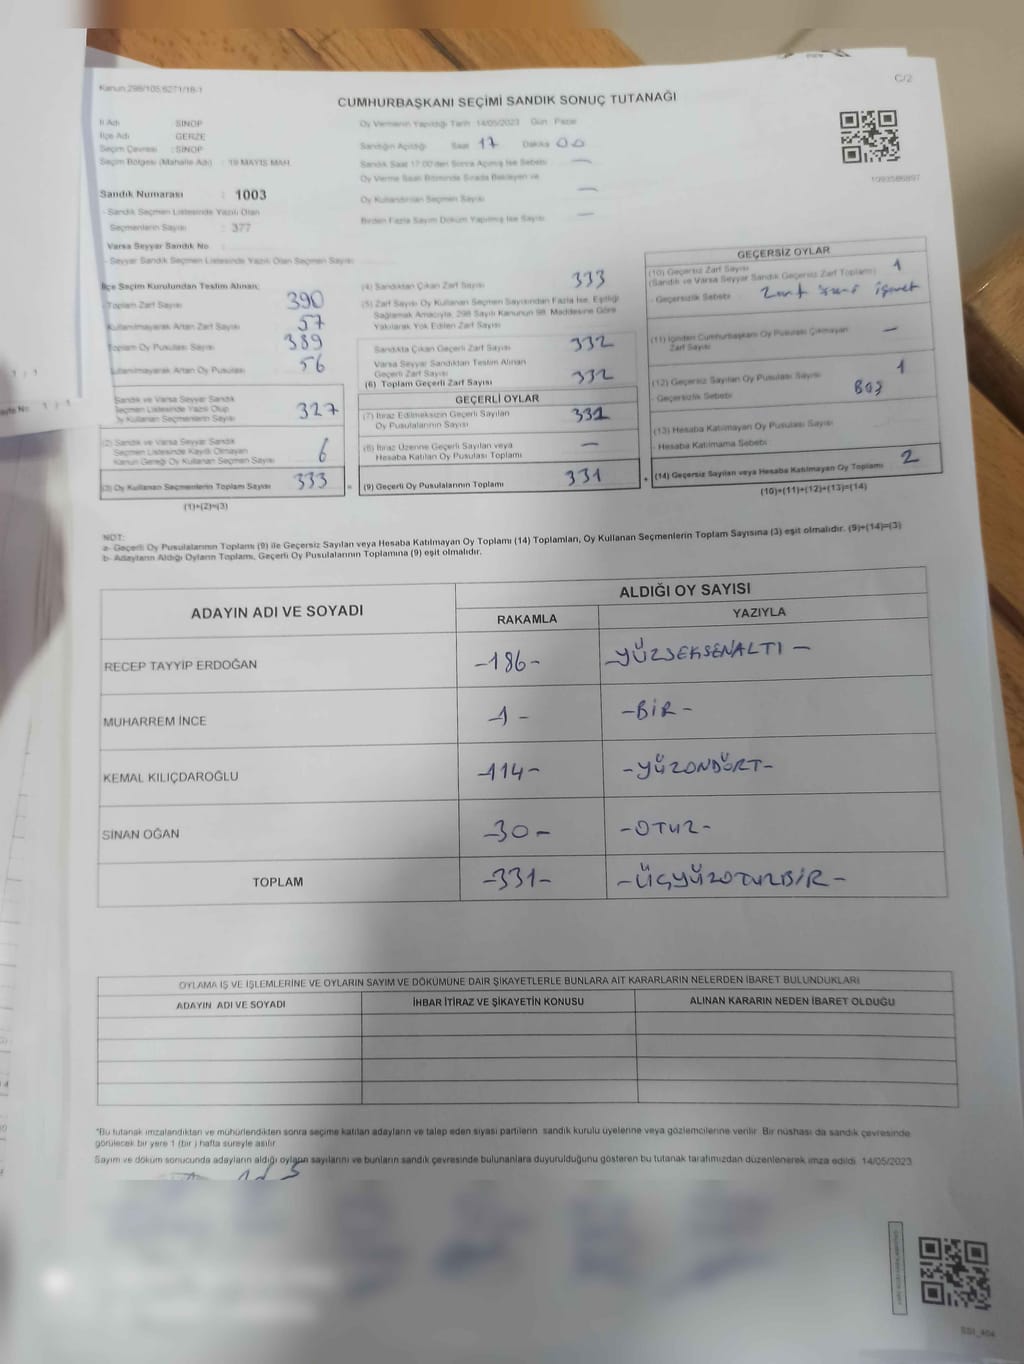 Kanun 298/105,6271/18-1
C/2
CUMHURBAŞKANI SEÇİMİ SANDIK SONUÇ TUTANAĞI
İl Adı : SİNOP
İlçe Adı : GERZE
Seçim Çevresi : SİNOP
Seçim Bölgesi (Mahalle Adı) : 19 MAYIS MAH.
Sandık Numarası : 1003
- Sandık Seçmen Listesinde Yazılı Olan
Seçmenlerin Sayısı : 377
Varsa Seyyar Sandık No
- Seyyar Sandık Seçmen Listesinde Yazılı Olan Seçmen Sayısı
Oy Vermenin Yapıldığı Tarih : 14/05/2023 Gün : Pazar
Sandığın Açıldığı Saat 17 Dakika 00
Sandık Saat 17:00'den Sonra Açılmış İse Sebebi —
Oy Verme Saati Bitiminde Sırada Bekleyen ve
Oy Kullandırılan Seçmen Sayısı —
Birden Fazla Sayım Döküm Yapılmış İse Sayısı —
1093586897
İlçe Seçim Kurulundan Teslim Alınan;
- Toplam Zarf Sayısı 390
Kullanılmayarak Artan Zarf Sayısı 57
Toplam Oy Pusulası Sayısı 389
Kullanılmayarak Artan Oy Pusulası 56
Sandık ve Varsa Seyyar Sandık
Seçmen Listesinde Yazılı Olup
Oy Kullanan Seçmenlerin Sayısı 327
(2) Sandık ve Varsa Seyyar Sandık
Seçmen Listesinde Kayıtlı Olmayan
Kanun Gereği Oy Kullanan Seçmen Sayısı 6
(3) Oy Kullanan Seçmenlerin Toplam Sayısı 333
(1)+(2)=(3)
(4) Sandıktan Çıkan Zarf Sayısı 333
(5) Zarf Sayısı Oy Kullanan Seçmen Sayısından Fazla İse, Eşitliği
Sağlamak Amacıyla, 298 Sayılı Kanunun 98. Maddesine Göre
Yakılarak Yok Edilen Zarf Sayısı
Sandıkta Çıkan Geçerli Zarf Sayısı 332
Varsa Seyyar Sandıktan Teslim Alınan
Geçerli Zarf Sayısı
(6) Toplam Geçerli Zarf Sayısı 332
GEÇERLİ OYLAR
(7) İtiraz Edilmeksizin Geçerli Sayılan
Oy Pusulalarının Sayısı 331
(8) İtiraz Üzerine Geçerli Sayılan veya
Hesaba Katılan Oy Pusulası Toplamı —
= (9) Geçerli Oy Pusulalarının Toplamı 331
GEÇERSİZ OYLAR
(10) Geçersiz Zarf Sayısı
(Sandık ve Varsa Seyyar Sandık Geçersiz Zarf Toplamı) 1
- Geçersizlik Sebebi Zarf işaret
(11) İçinden Cumhurbaşkanı Oy Pusulası Çıkmayan
Zarf Sayısı —
(12) Geçersiz Sayılan Oy Pusulası Sayısı 1
- Geçersizlik Sebebi BOŞ
(13) Hesaba Katılmayan Oy Pusulası Sayısı
- Hesaba Katılmama Sebebi
+ (14) Geçersiz Sayılan veya Hesaba Katılmayan Oy Toplamı 2
(10)+(11)+(12)+(13)=(14)
NOT:
a- Geçerli Oy Pusulalarının Toplamı (9) ile Geçersiz Sayılan veya Hesaba Katılmayan Oy Toplamı (14) Toplamları, Oy Kullanan Seçmenlerin Toplam Sayısına (3) eşit olmalıdır. (9)+(14)=(3)
b- Adayların Aldığı Oyların Toplamı, Geçerli Oy Pusulalarının Toplamına (9) eşit olmalıdır.
ADAYIN ADI VE SOYADI
ALDIĞI OY SAYISI
RAKAMLA YAZIYLA
RECEP TAYYİP ERDOĞAN -186- -YÜZSEKSENALTI-
MUHARREM İNCE -1- -BİR-
KEMAL KILIÇDAROĞLU -114- -YÜZONDÖRT-
SİNAN OĞAN -30- -OTUZ-
TOPLAM -331- -ÜÇYÜZOTUZBİR-
OYLAMA İŞ VE İŞLEMLERİNE VE OYLARIN SAYIM VE DÖKÜMÜNE DAİR ŞİKAYETLERLE BUNLARA AİT KARARLARIN NELERDEN İBARET BULUNDUKLARI
ADAYIN ADI VE SOYADI İHBAR İTİRAZ VE ŞİKAYETİN KONUSU ALINAN KARARIN NEDEN İBARET OLDUĞU
*Bu tutanak imzalandıktan ve mühürlendikten sonra seçime katılan adayların ve talep eden siyasi partilerin sandık kurulu üyelerine veya gözlemcilerine verilir. Bir nüshası da sandık çevresinde
görülecek bir yere 1 (bir) hafta süreyle asılır.
Sayım ve döküm sonucunda adayların aldığı oyların sayılarını ve bunların sandık çevresinde bulunanlara duyurulduğunu gösteren bu tutanak tarafımızdan düzenlenerek imza edildi. 14/05/2023